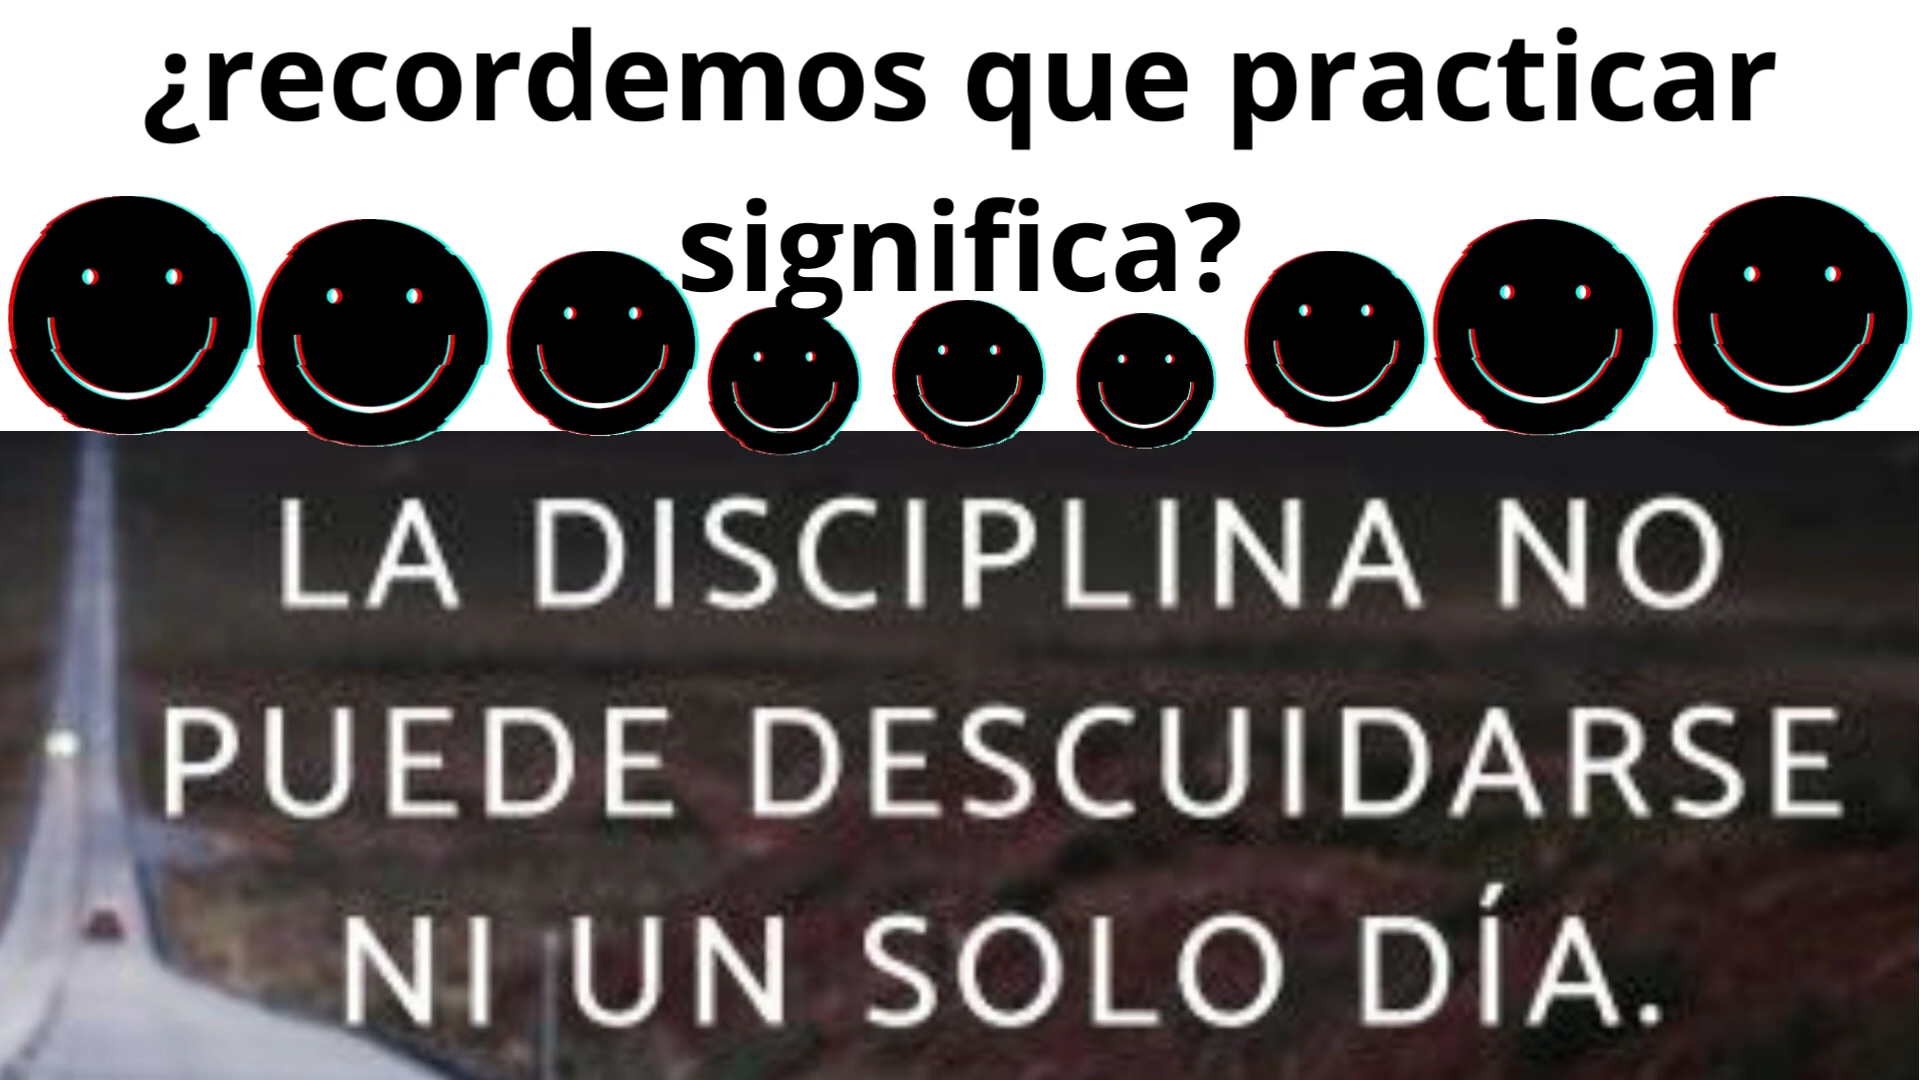 ¿recordemos que practicar
significa?
LA DISCIPLINA NO
PUEDE DESCUIDARSE
NI UN SOLO DÍA.